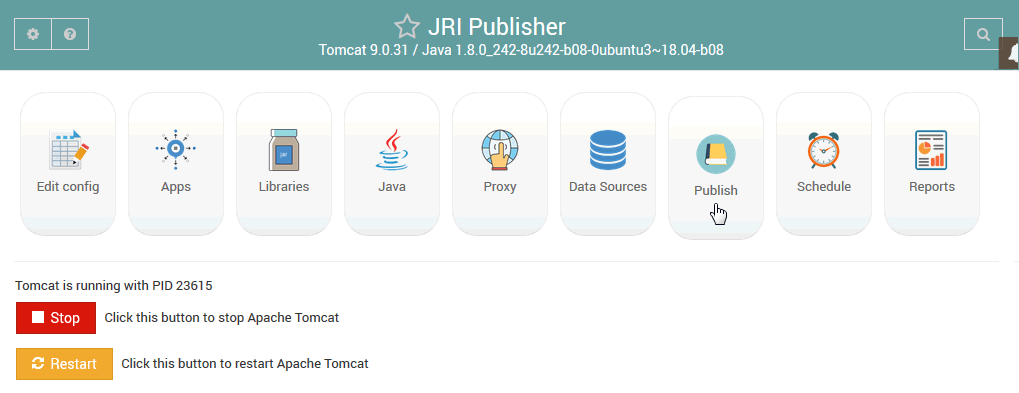 JRI Publisher
Tomcat 9.0.31 / Java 1.8.0_242-8u242-b08-0ubuntu3~18.04-b08
Edit config
Apps
jar
Libraries
Java
Proxy
Data Sources
Publish
Schedule
Reports
Tomcat is running with PID 23615
Stop Click this button to stop Apache Tomcat
Restart Click this button to restart Apache Tomcat